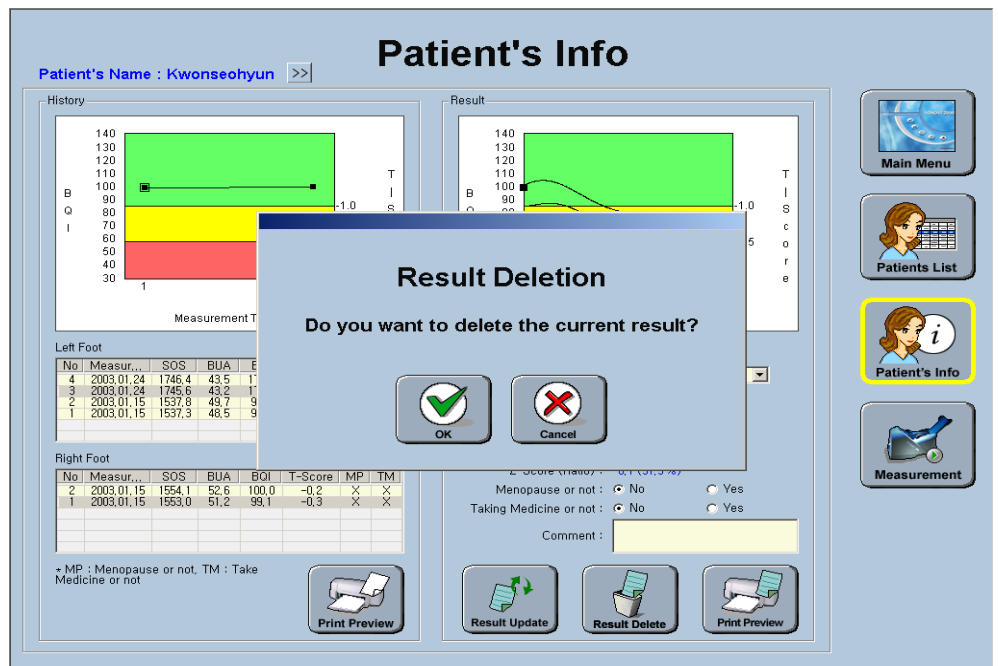 Patient's Info
Patient's Name : Kwonseohyun >>
History
140
130
120
110
100
90
80
70
60
50
40
30
B
Q
I
T
I
S
-1.0
1
Measurement T
Result
140
130
120
110
100
90
B
T
I
S
c
o
r
e
-1.0
5
Result Deletion
Do you want to delete the current result?
OK
Cancel
Left Foot
No Measur... SOS BUA
4 2003,01,24 1746,4 43,5
3 2003,01,24 1745,6 43,2
2 2003,01,15 1537,8 49,7
1 2003,01,15 1537,3 48,5
Right Foot
No Measur... SOS BUA BQI T-Score MP TM
2 2003,01,15 1554,1 52,6 100,0 -0,2 X X
1 2003,01,15 1553,0 51,2 99,1 -0,3 X X
* MP : Menopause or not, TM : Take
Medicine or not
Print Preview
Menopause or not : No Yes
Taking Medicine or not : No Yes
Comment :
Result Update
Result Delete
Print Preview
Main Menu
Patients List
i
Patient's Info
Measurement